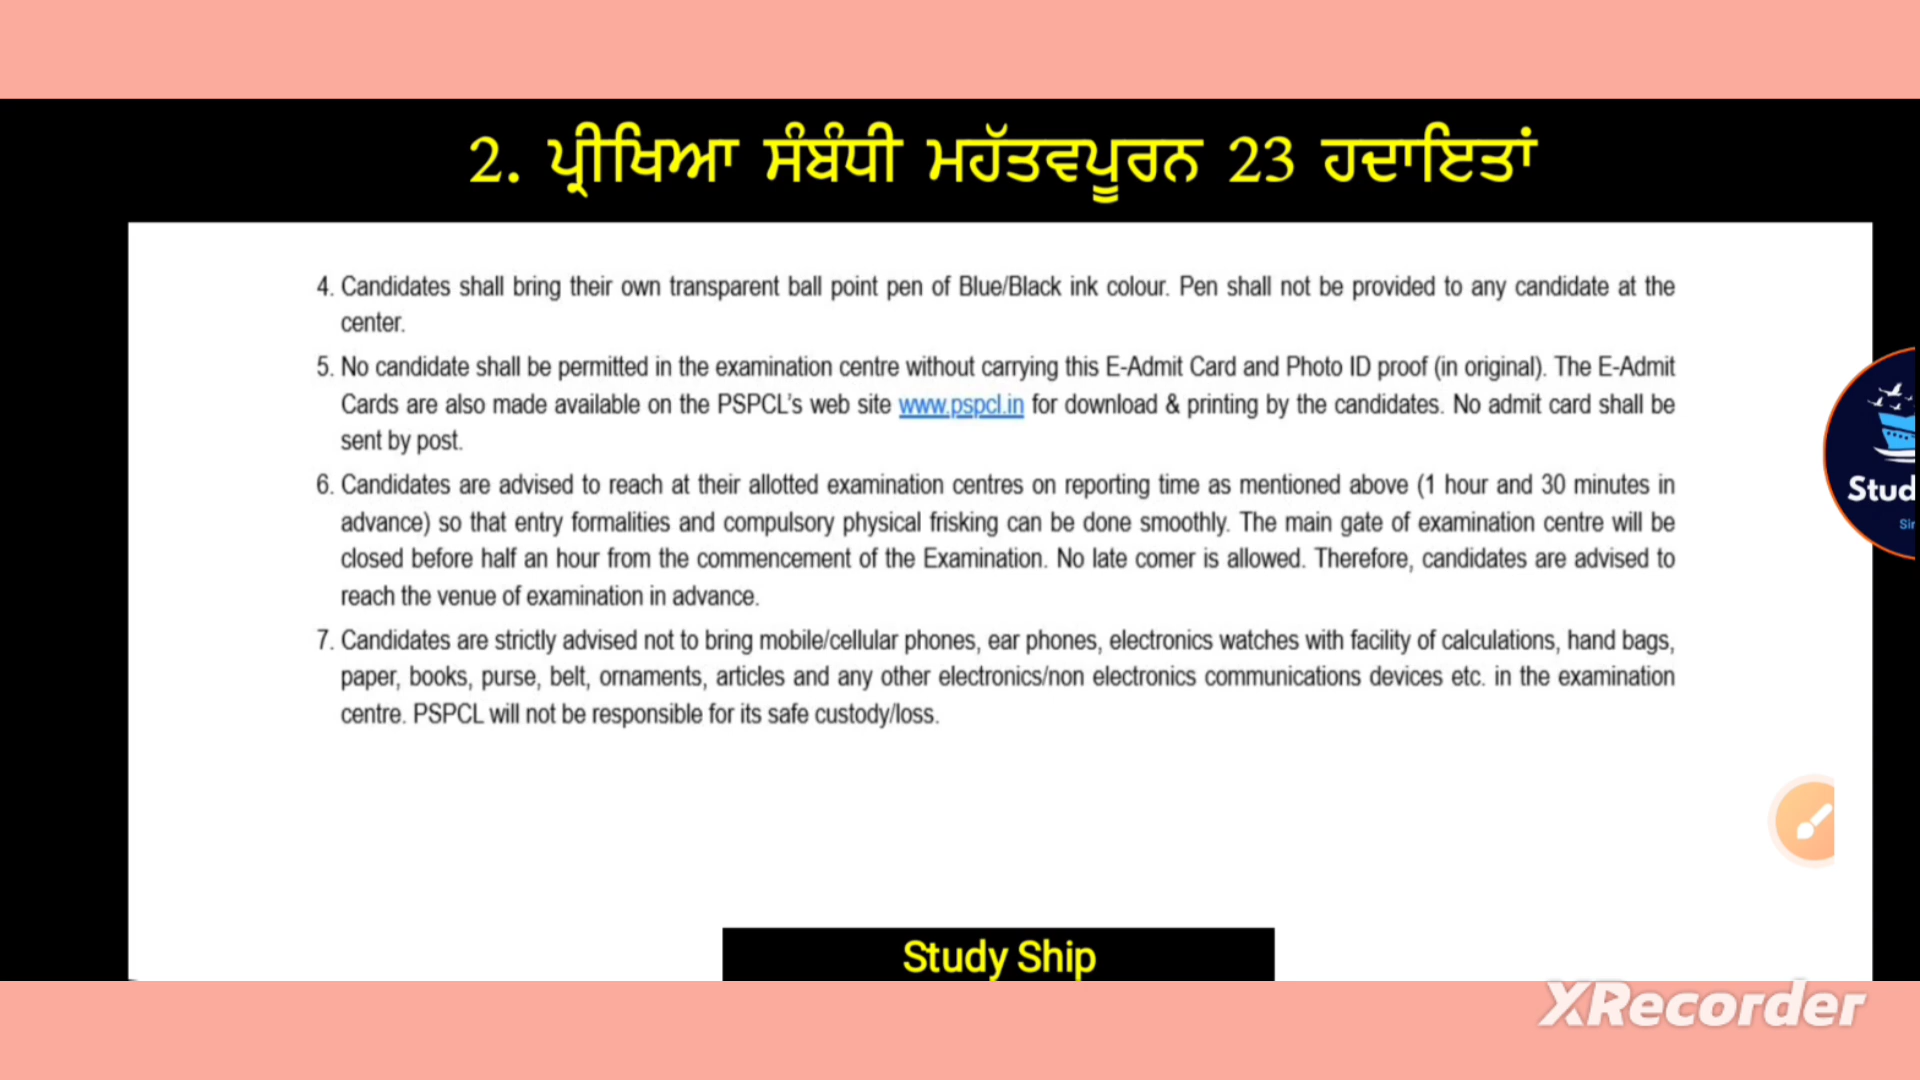 2. ਪ੍ਰੀਖਿਆ ਸੰਬੰਧੀ ਮਹੱਤਵਪੂਰਨ 23 ਹਦਾਇਤਾਂ
4. Candidates shall bring their own transparent ball point pen of Blue/Black ink colour. Pen shall not be provided to any candidate at the
center.
5. No candidate shall be permitted in the examination centre without carrying this E-Admit Card and Photo ID proof (in original). The E-Admit
Cards are also made available on the PSPCL's web site www.pspcl.in for download & printing by the candidates. No admit card shall be
sent by post.
6. Candidates are advised to reach at their allotted examination centres on reporting time as mentioned above (1 hour and 30 minutes in
advance) so that entry formalities and compulsory physical frisking can be done smoothly. The main gate of examination centre will be
closed before half an hour from the commencement of the Examination. No late comer is allowed. Therefore, candidates are advised to
reach the venue of examination in advance.
7. Candidates are strictly advised not to bring mobile/cellular phones, ear phones, electronics watches with facility of calculations, hand bags,
paper, books, purse, belt, ornaments, articles and any other electronics/non electronics communications devices etc. in the examination
centre. PSPCL will not be responsible for its safe custody/loss.
Stud
Study Ship
XRecorder